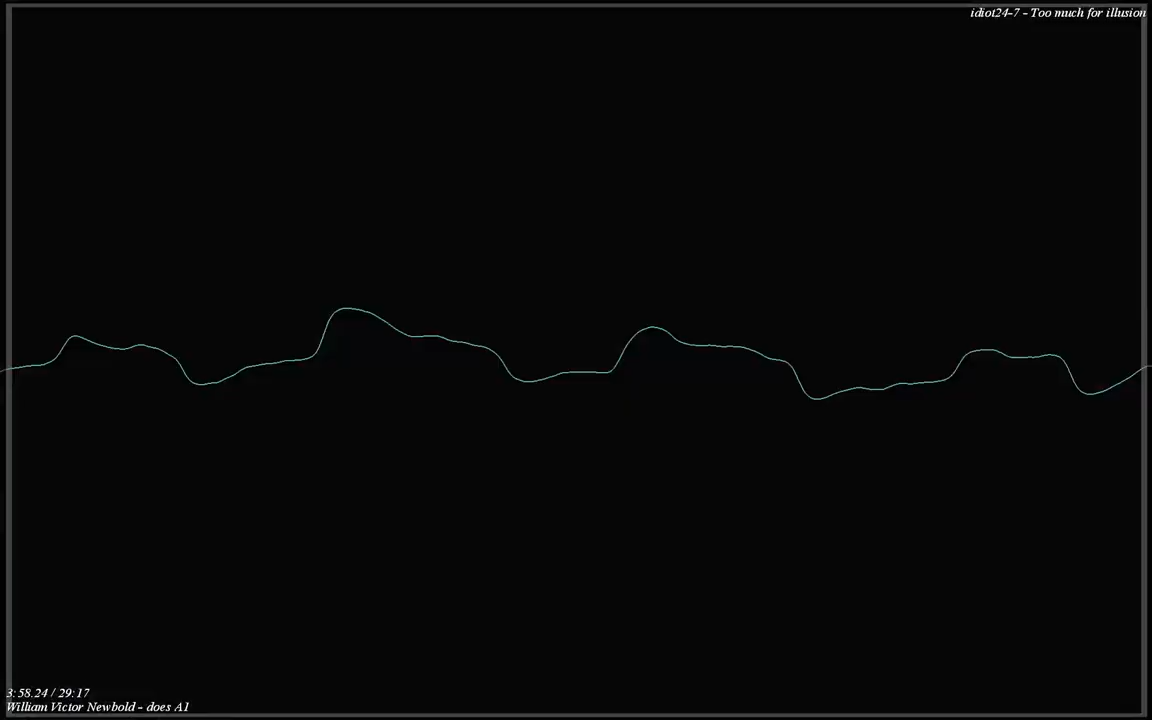 idiot24-7 - Too much for illusion
3:58.24 / 29:17
William Victor Newbold - does A1